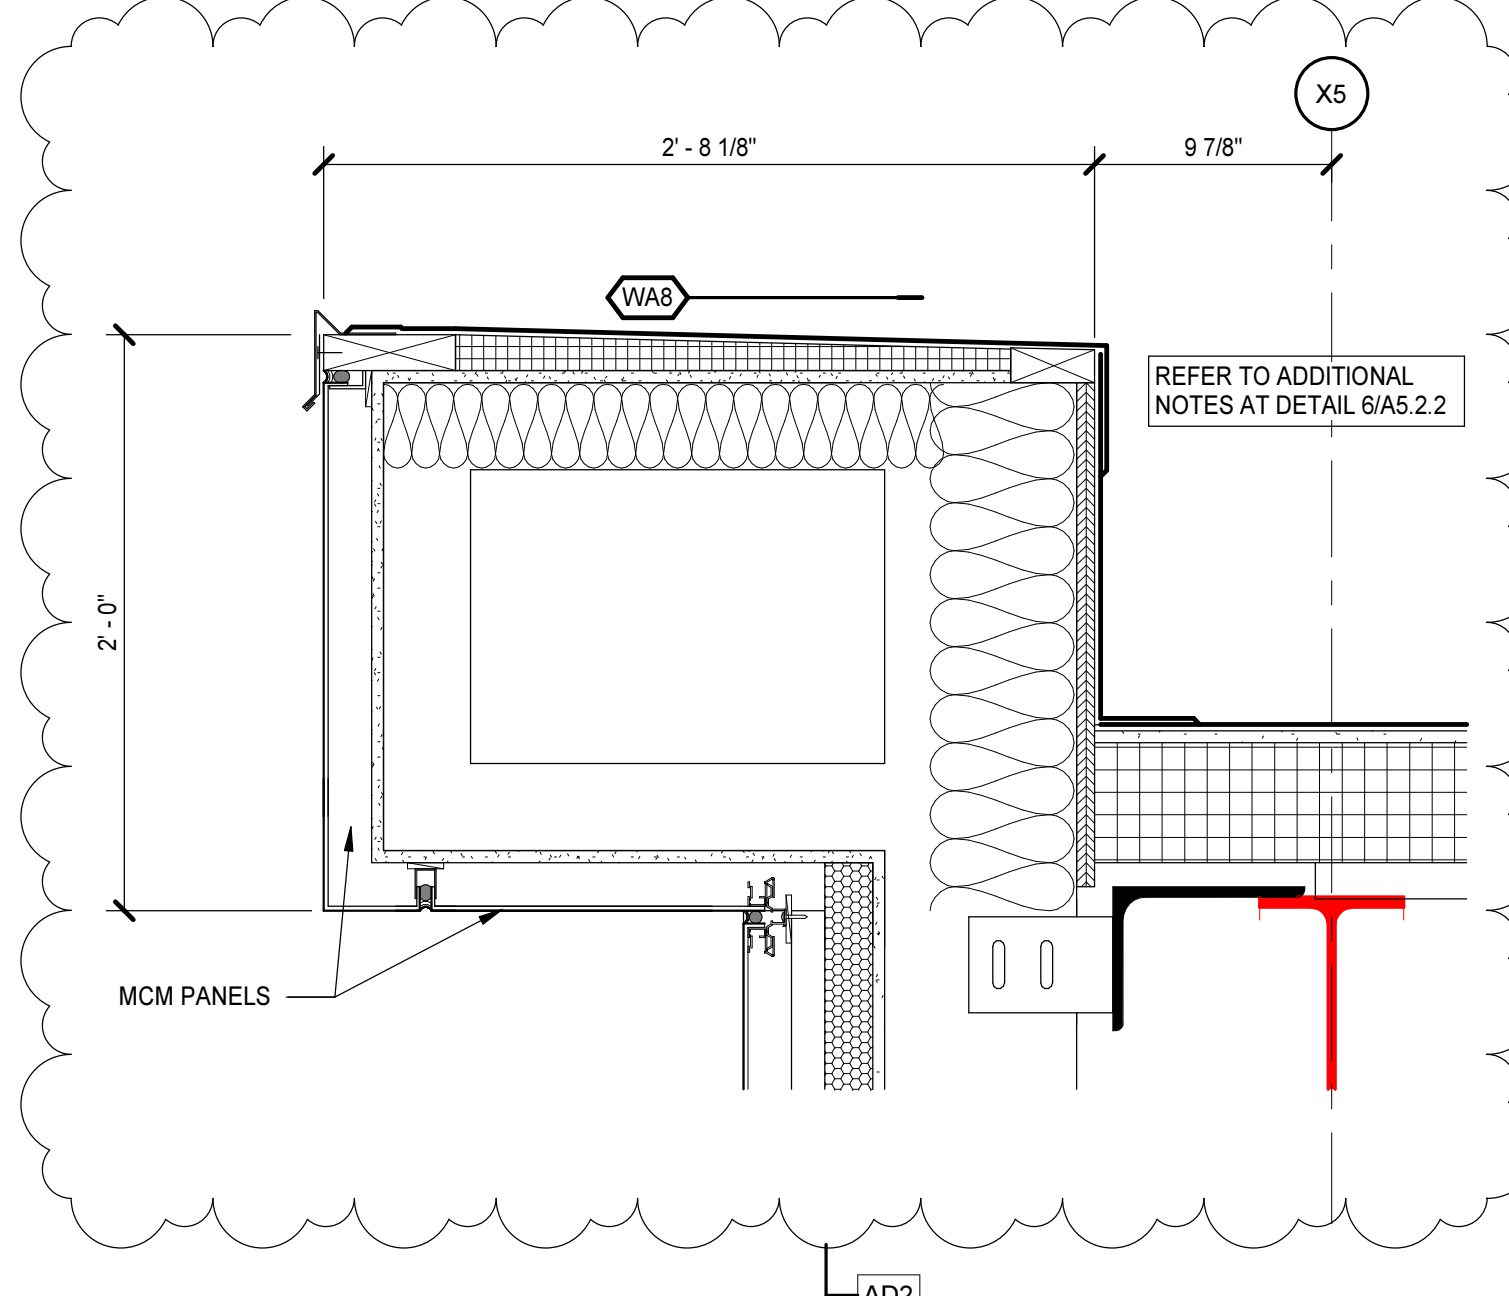 X5
2' - 8 1/8"
9 7/8"
WA8
REFER TO ADDITIONAL
NOTES AT DETAIL 6/A5.2.2
2' - 0"
MCM PANELS
AD2